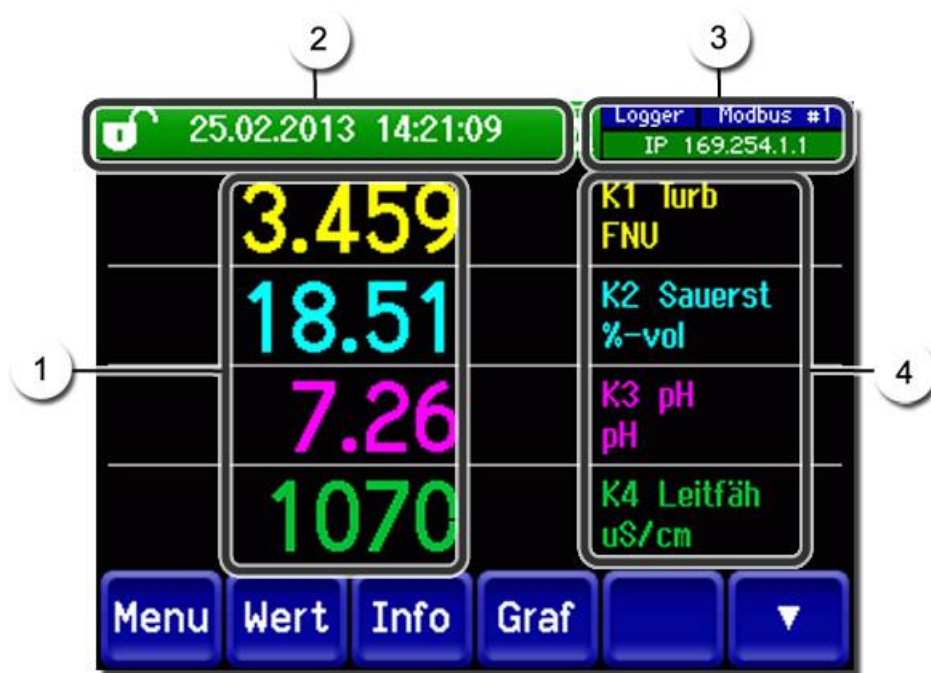 2
3
25.02.2013 14:21:09
Logger Modbus #1
IP 169.254.1.1
3.459
K1 Turb
FNU
18.51
K2 Sauerst
%-vol
1
4
7.26
K3 pH
pH
1070
K4 Leitfäh
uS/cm
Menu Wert Info Graf ▼